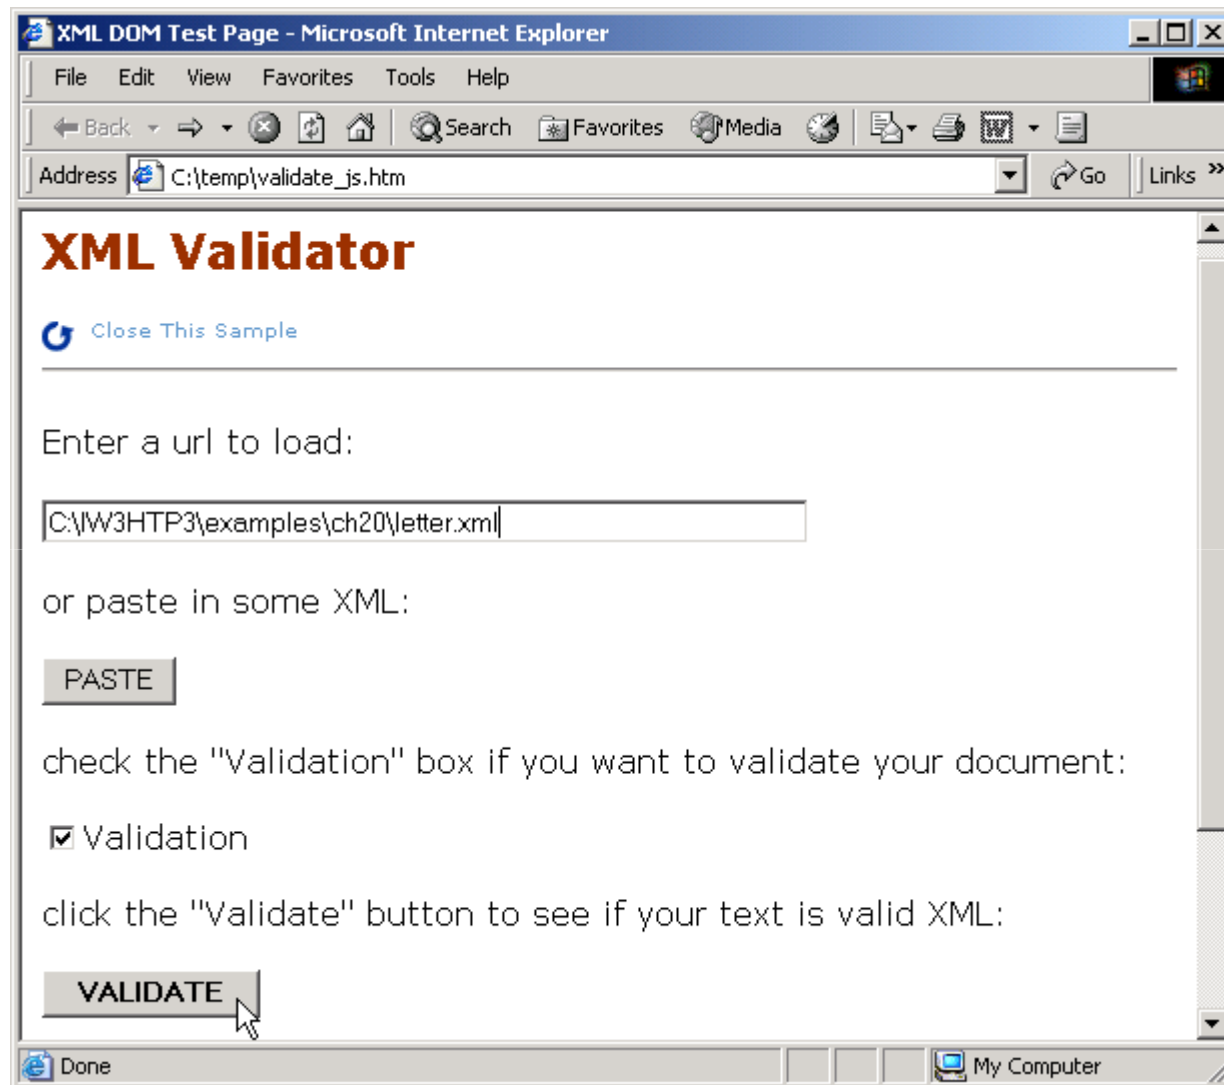 XML DOM Test Page - Microsoft Internet Explorer
File Edit View Favorites Tools Help
Back Search Favorites Media
Address C:\temp\validate_js.htm Go Links »
XML Validator
Close This Sample
Enter a url to load:
C:\IW3HTP3\examples\ch20\letter.xml
or paste in some XML:
PASTE
check the "Validation" box if you want to validate your document:
Validation
click the "Validate" button to see if your text is valid XML:
VALIDATE
Done My Computer